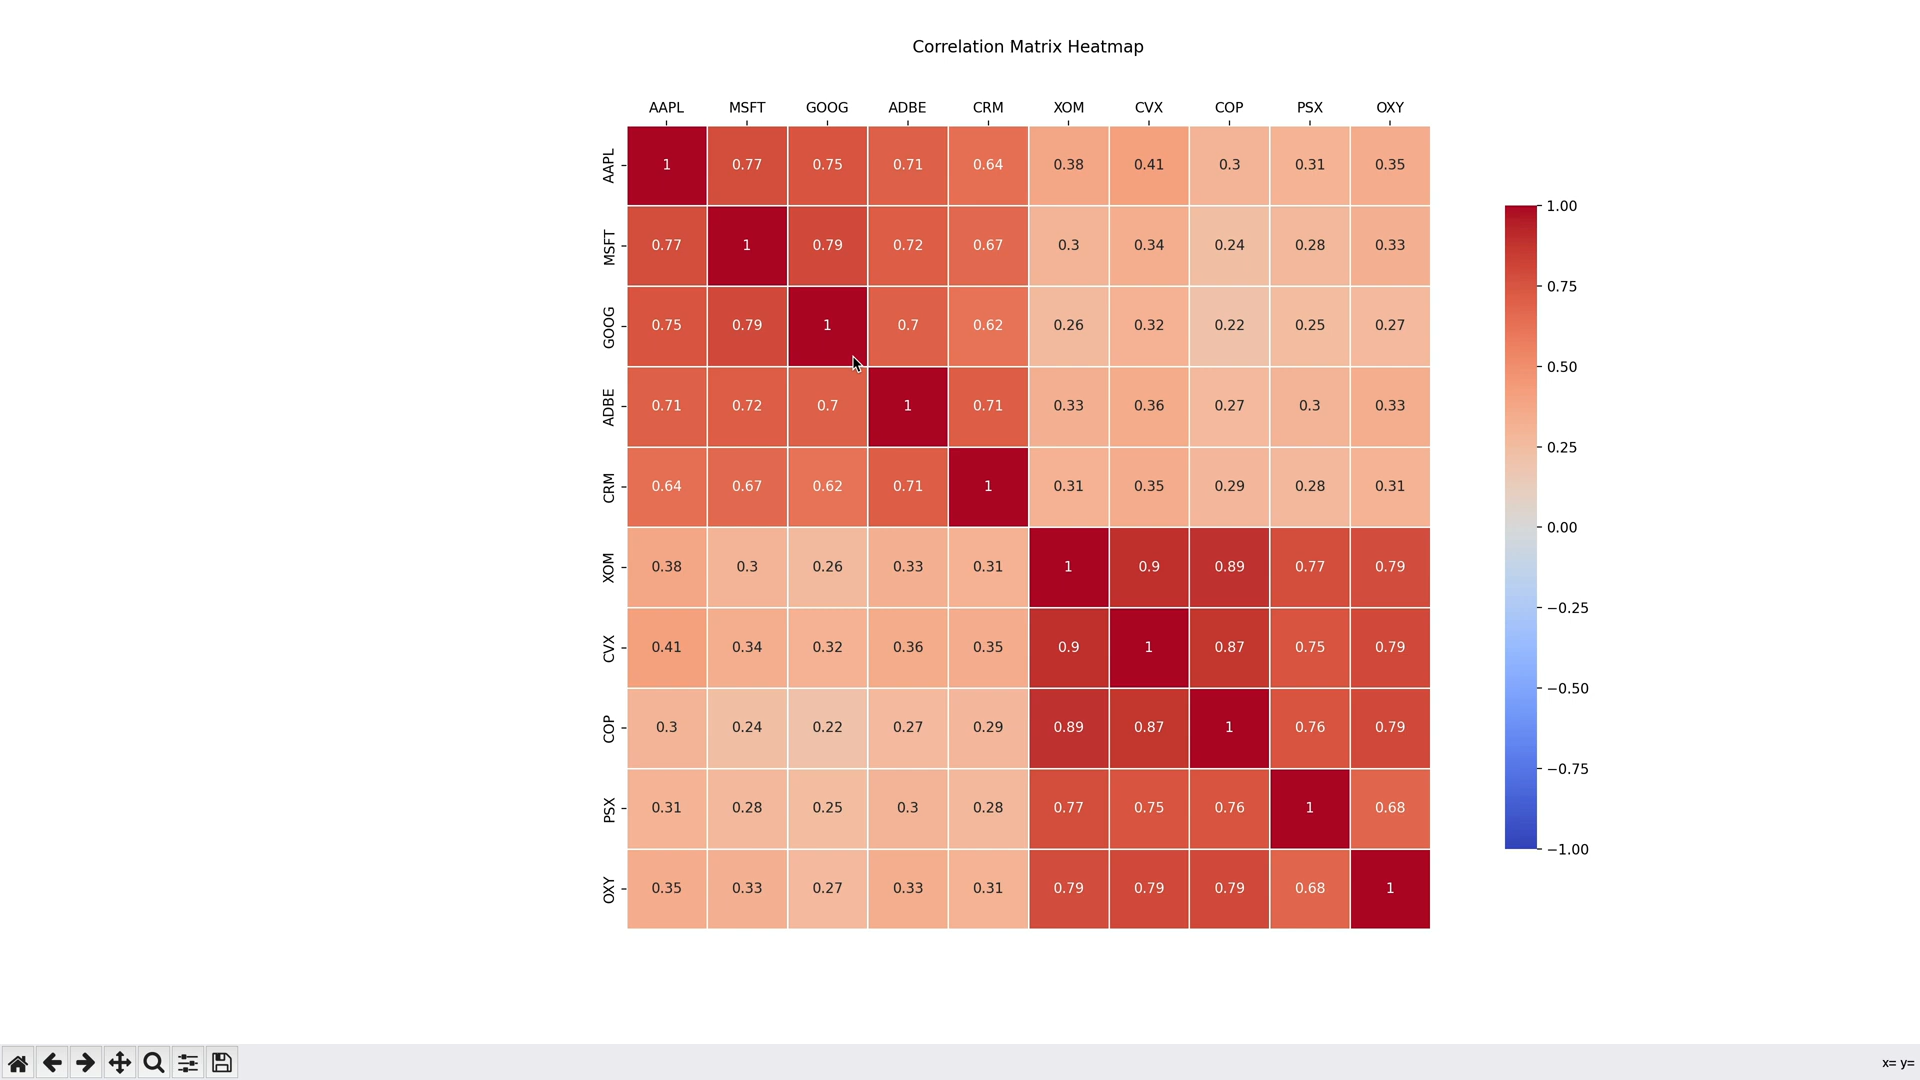 Correlation Matrix Heatmap
AAPL MSFT GOOG ADBE CRM XOM CVX COP PSX OXY
AAPL 1 0.77 0.75 0.71 0.64 0.38 0.41 0.3 0.31 0.35
MSFT 0.77 1 0.79 0.72 0.67 0.3 0.34 0.24 0.28 0.33
GOOG 0.75 0.79 1 0.7 0.62 0.26 0.32 0.22 0.25 0.27
ADBE 0.71 0.72 0.7 1 0.71 0.33 0.36 0.27 0.3 0.33
CRM 0.64 0.67 0.62 0.71 1 0.31 0.35 0.29 0.28 0.31
XOM 0.38 0.3 0.26 0.33 0.31 1 0.9 0.89 0.77 0.79
CVX 0.41 0.34 0.32 0.36 0.35 0.9 1 0.87 0.75 0.79
COP 0.3 0.24 0.22 0.27 0.29 0.89 0.87 1 0.76 0.79
PSX 0.31 0.28 0.25 0.3 0.28 0.77 0.75 0.76 1 0.68
OXY 0.35 0.33 0.27 0.33 0.31 0.79 0.79 0.79 0.68 1
1.00
0.75
0.50
0.25
0.00
−0.25
−0.50
−0.75
−1.00
x= y=